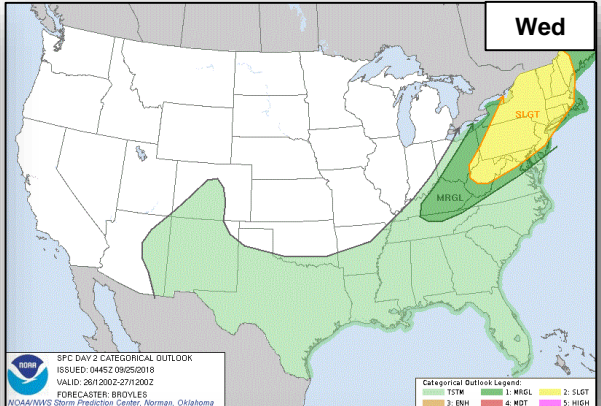 Wed
SLGT
MRGL
NOAA
SPC DAY 2 CATEGORICAL OUTLOOK
ISSUED: 0445Z 09/25/2018
VALID: 26/1200Z-27/1200Z
FORECASTER: BROYLES
NOAA/NWS Storm Prediction Center, Norman, Oklahoma
Categorical Outlook Legend:
TSTM 1: MRGL 2: SLGT
3: ENH 4: MDT 5: HIGH